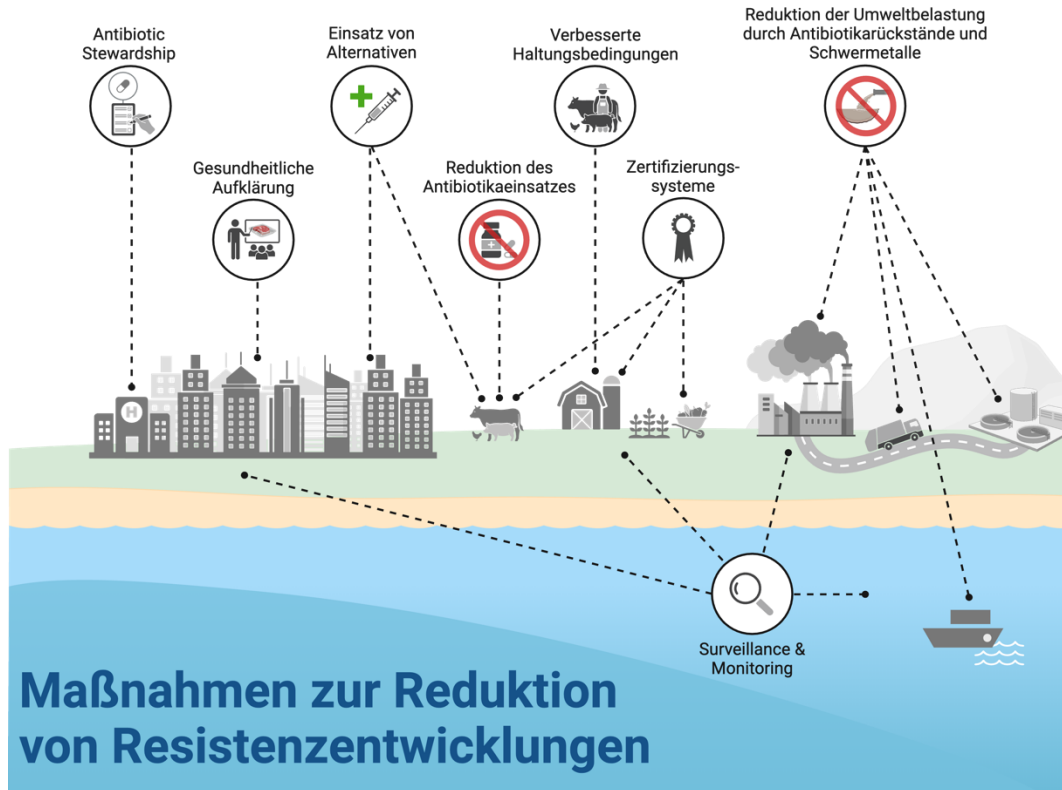 Antibiotic
Stewardship
Einsatz von
Alternativen
Verbesserte
Haltungsbedingungen
Reduktion der Umweltbelastung
durch Antibiotikarückstände und
Schwermetalle
Gesundheitliche
Aufklärung
Reduktion des
Antibiotikaeinsatzes
Zertifizierungs-
systeme
H
Surveillance &
Monitoring
Maßnahmen zur Reduktion
von Resistenzentwicklungen